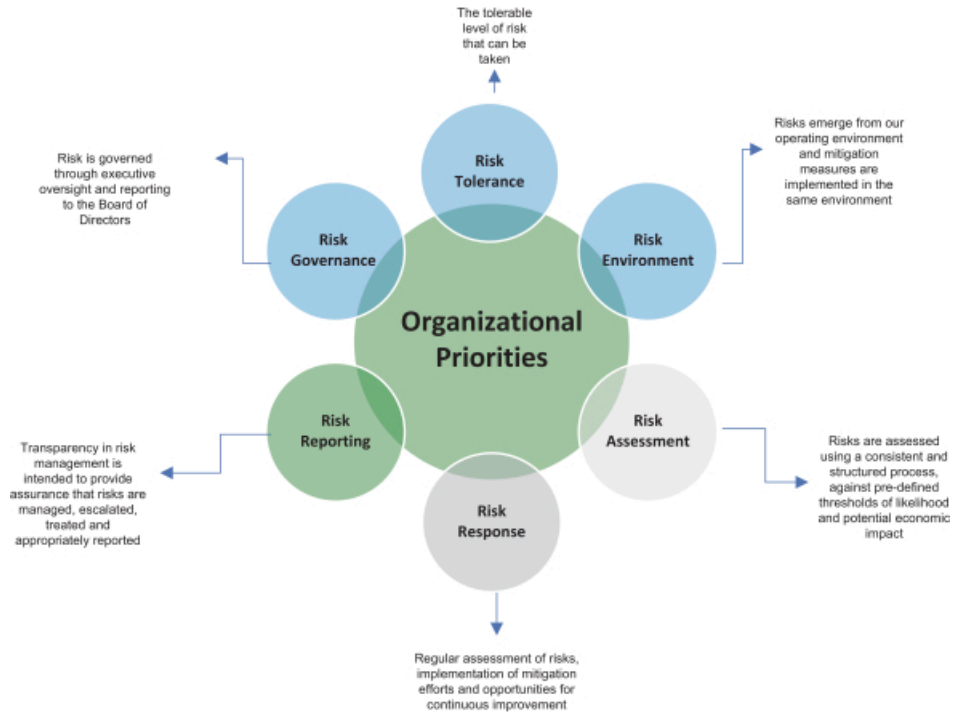 The tolerable
level of risk
that can be
taken
Risk
Tolerance
Risks emerge from our
operating environment
and mitigation
measures are
implemented in the
same environment
Risk is governed
through executive
oversight and reporting
to the Board of
Directors
Risk
Governance
Risk
Environment
Organizational
Priorities
Risk
Reporting
Risk
Assessment
Transparency in risk
management is
intended to provide
assurance that risks are
managed, escalated,
treated and
appropriately reported
Risks are assessed
using a consistent and
structured process,
against pre-defined
thresholds of likelihood
and potential economic
impact
Risk
Response
Regular assessment of risks,
implementation of mitigation
efforts and opportunities for
continuous improvement